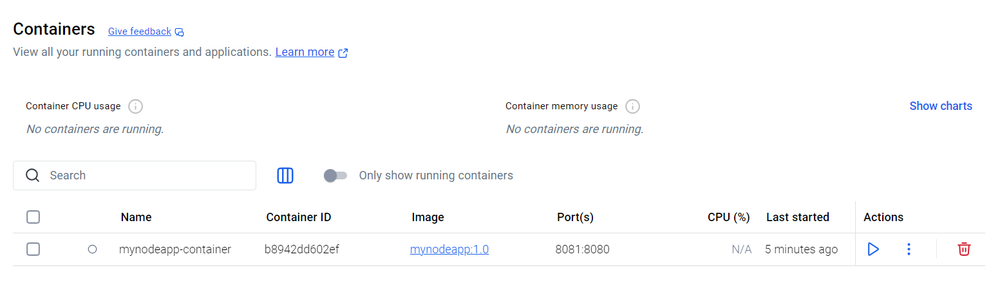 Containers Give feedback
View all your running containers and applications. Learn more
Container CPU usage Container memory usage Show charts
No containers are running. No containers are running.
Search Only show running containers
Name Container ID Image Port(s) CPU (%) Last started Actions
mynodeapp-container b8942dd602ef mynodeapp:1.0 8081:8080 N/A 5 minutes ago